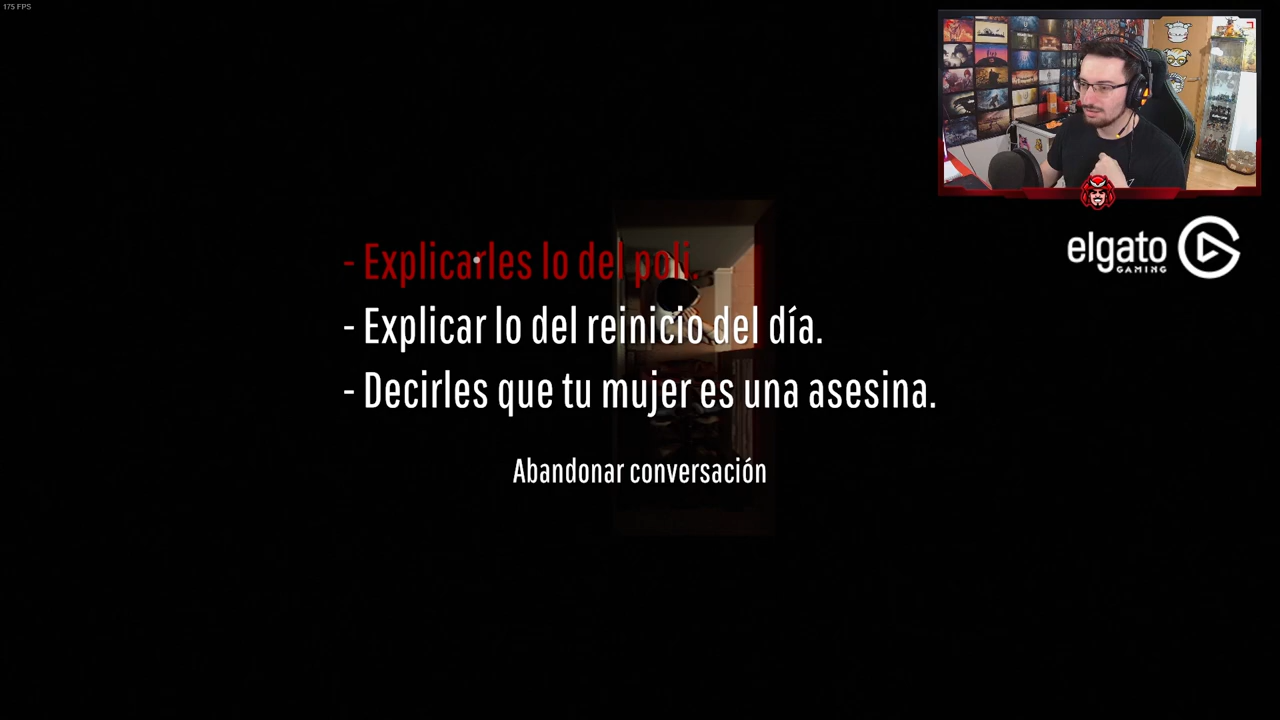 175 FPS
elgato
GAMING
- Explicarles lo del poli.
- Explicar lo del reinicio del día.
- Decirles que tu mujer es una asesina.
Abandonar conversación